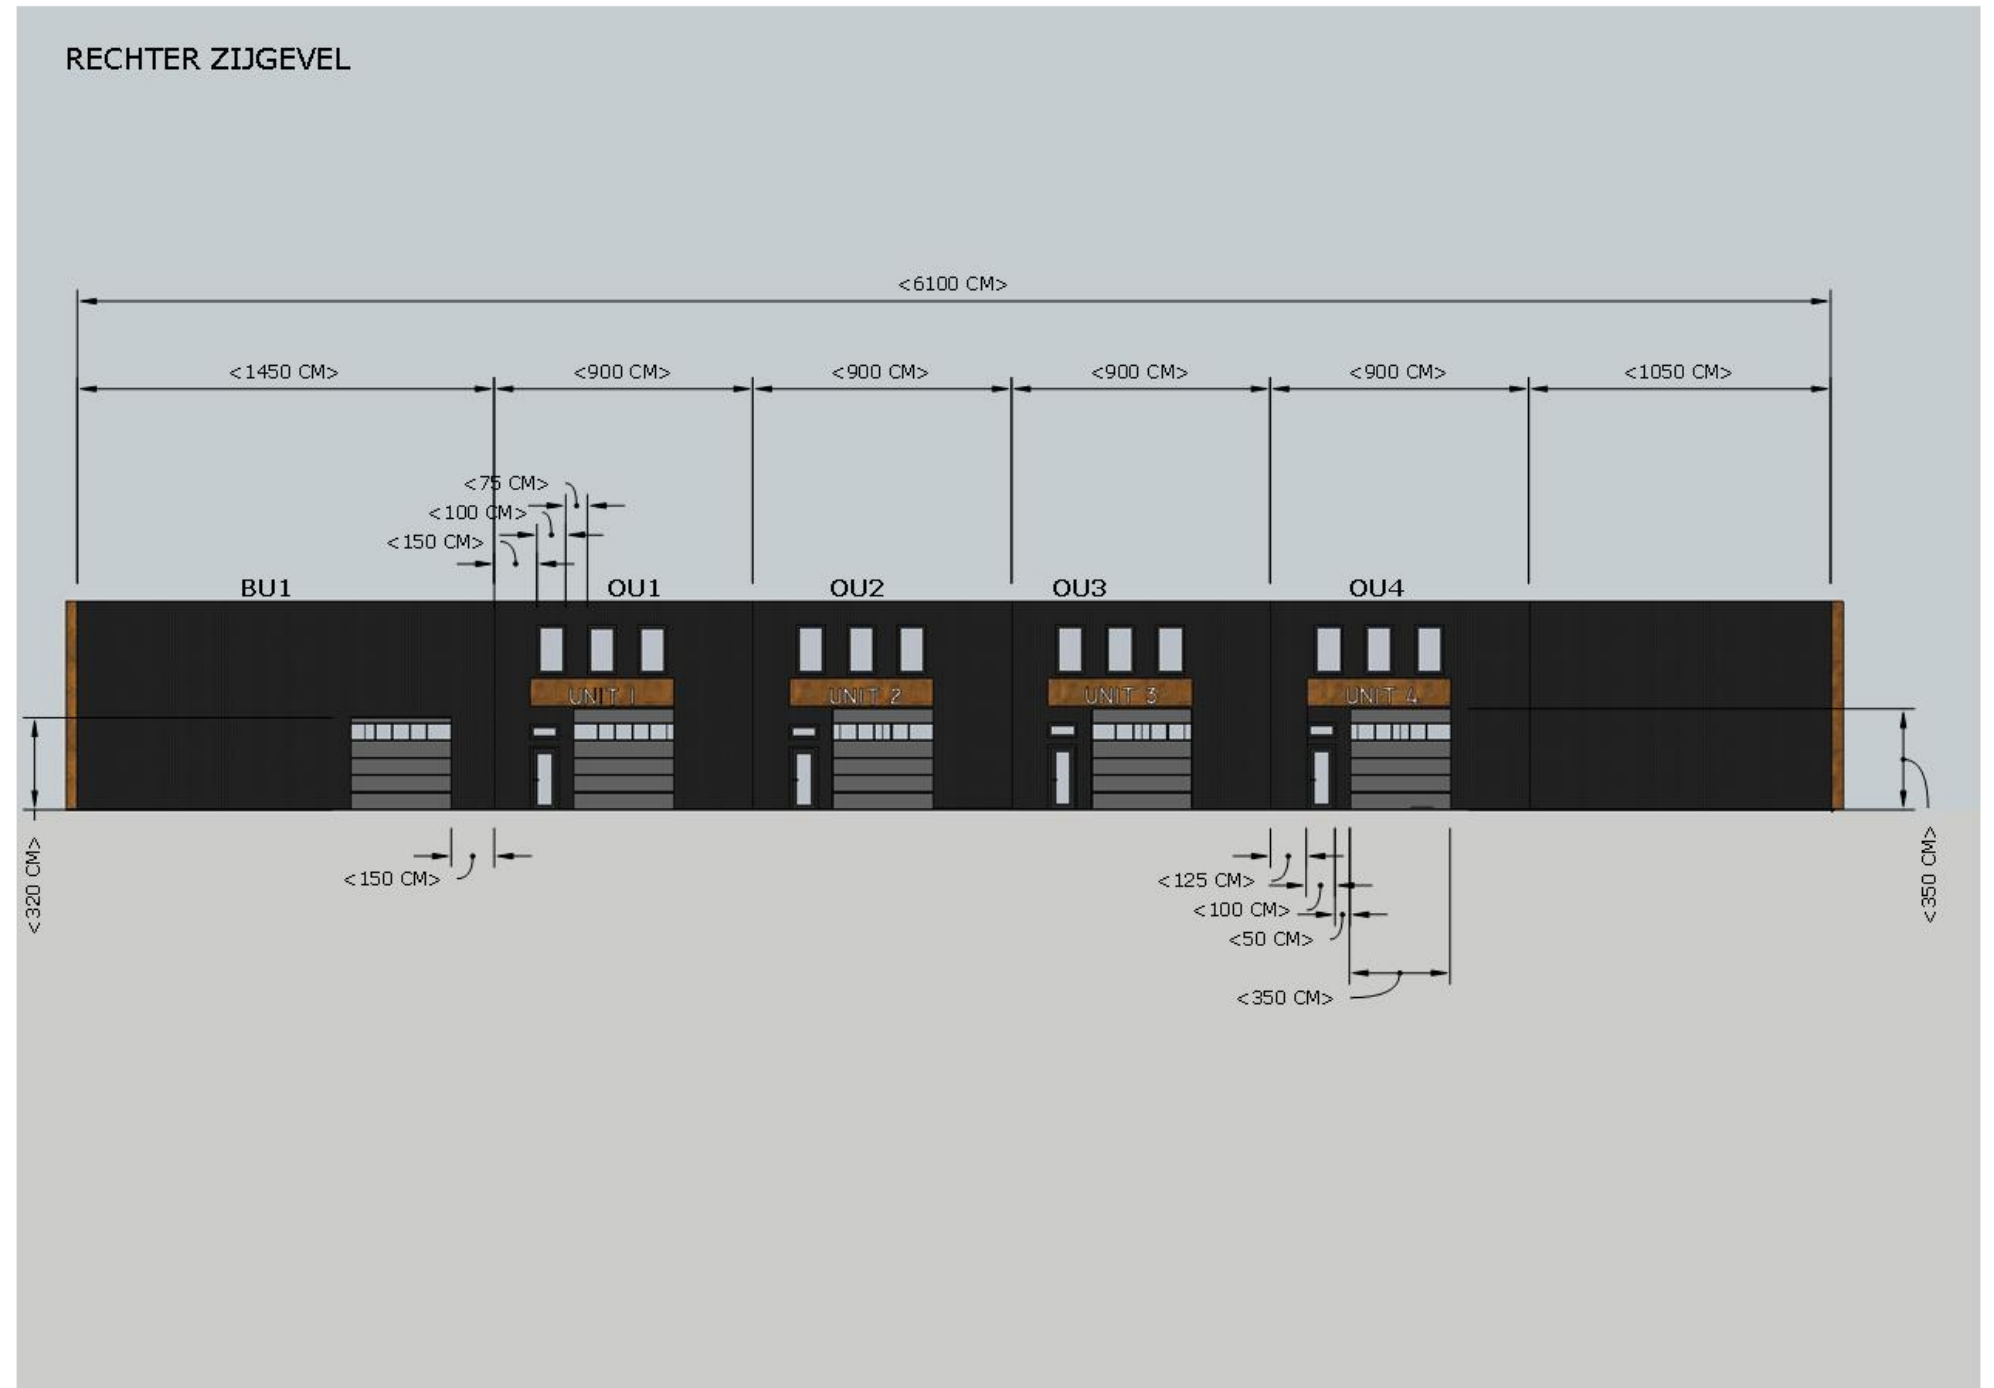 RECHTER ZIJGEVEL
<6100 CM>
<1450 CM> <900 CM> <900 CM> <900 CM> <900 CM> <1050 CM>
<75 CM>
<100 CM>
<150 CM>
BU1 OU1 OU2 OU3 OU4
UNIT 1 UNIT 2 UNIT 3 UNIT 4
<320 CM>
<150 CM>
<125 CM>
<100 CM>
<50 CM>
<350 CM>
<350 CM>